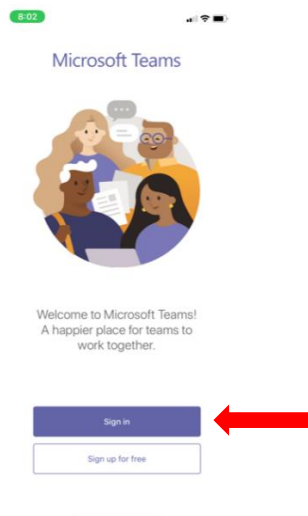 8:02
Microsoft Teams
Welcome to Microsoft Teams!
A happier place for teams to
work together.
Sign in
Sign up for free